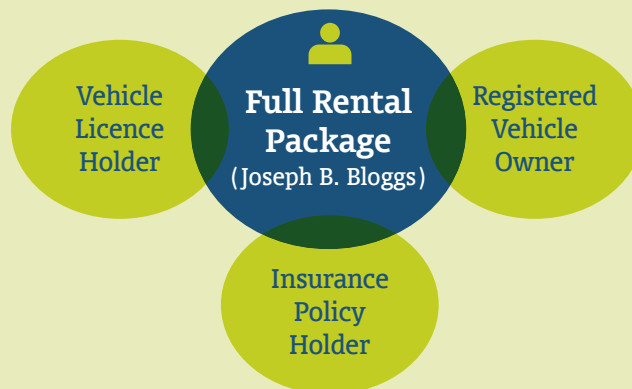 Vehicle
Licence
Holder
Full Rental
Package
(Joseph B. Bloggs)
Registered
Vehicle
Owner
Insurance
Policy
Holder